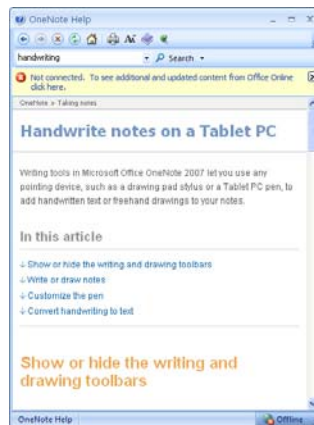 OneNote Help
handwriting
Search
Not connected. To see additional and updated content from Office Online
click here.
OneNote > Taking notes
Handwrite notes on a Tablet PC
Writing tools in Microsoft Office OneNote 2007 let you use any
pointing device, such as a drawing pad stylus or a Tablet PC pen, to
add handwritten text or freehand drawings to your notes.
In this article
↓ Show or hide the writing and drawing toolbars
↓ Write or draw notes
↓ Customize the pen
↓ Convert handwriting to text
Show or hide the writing and
drawing toolbars
OneNote Help
Offline